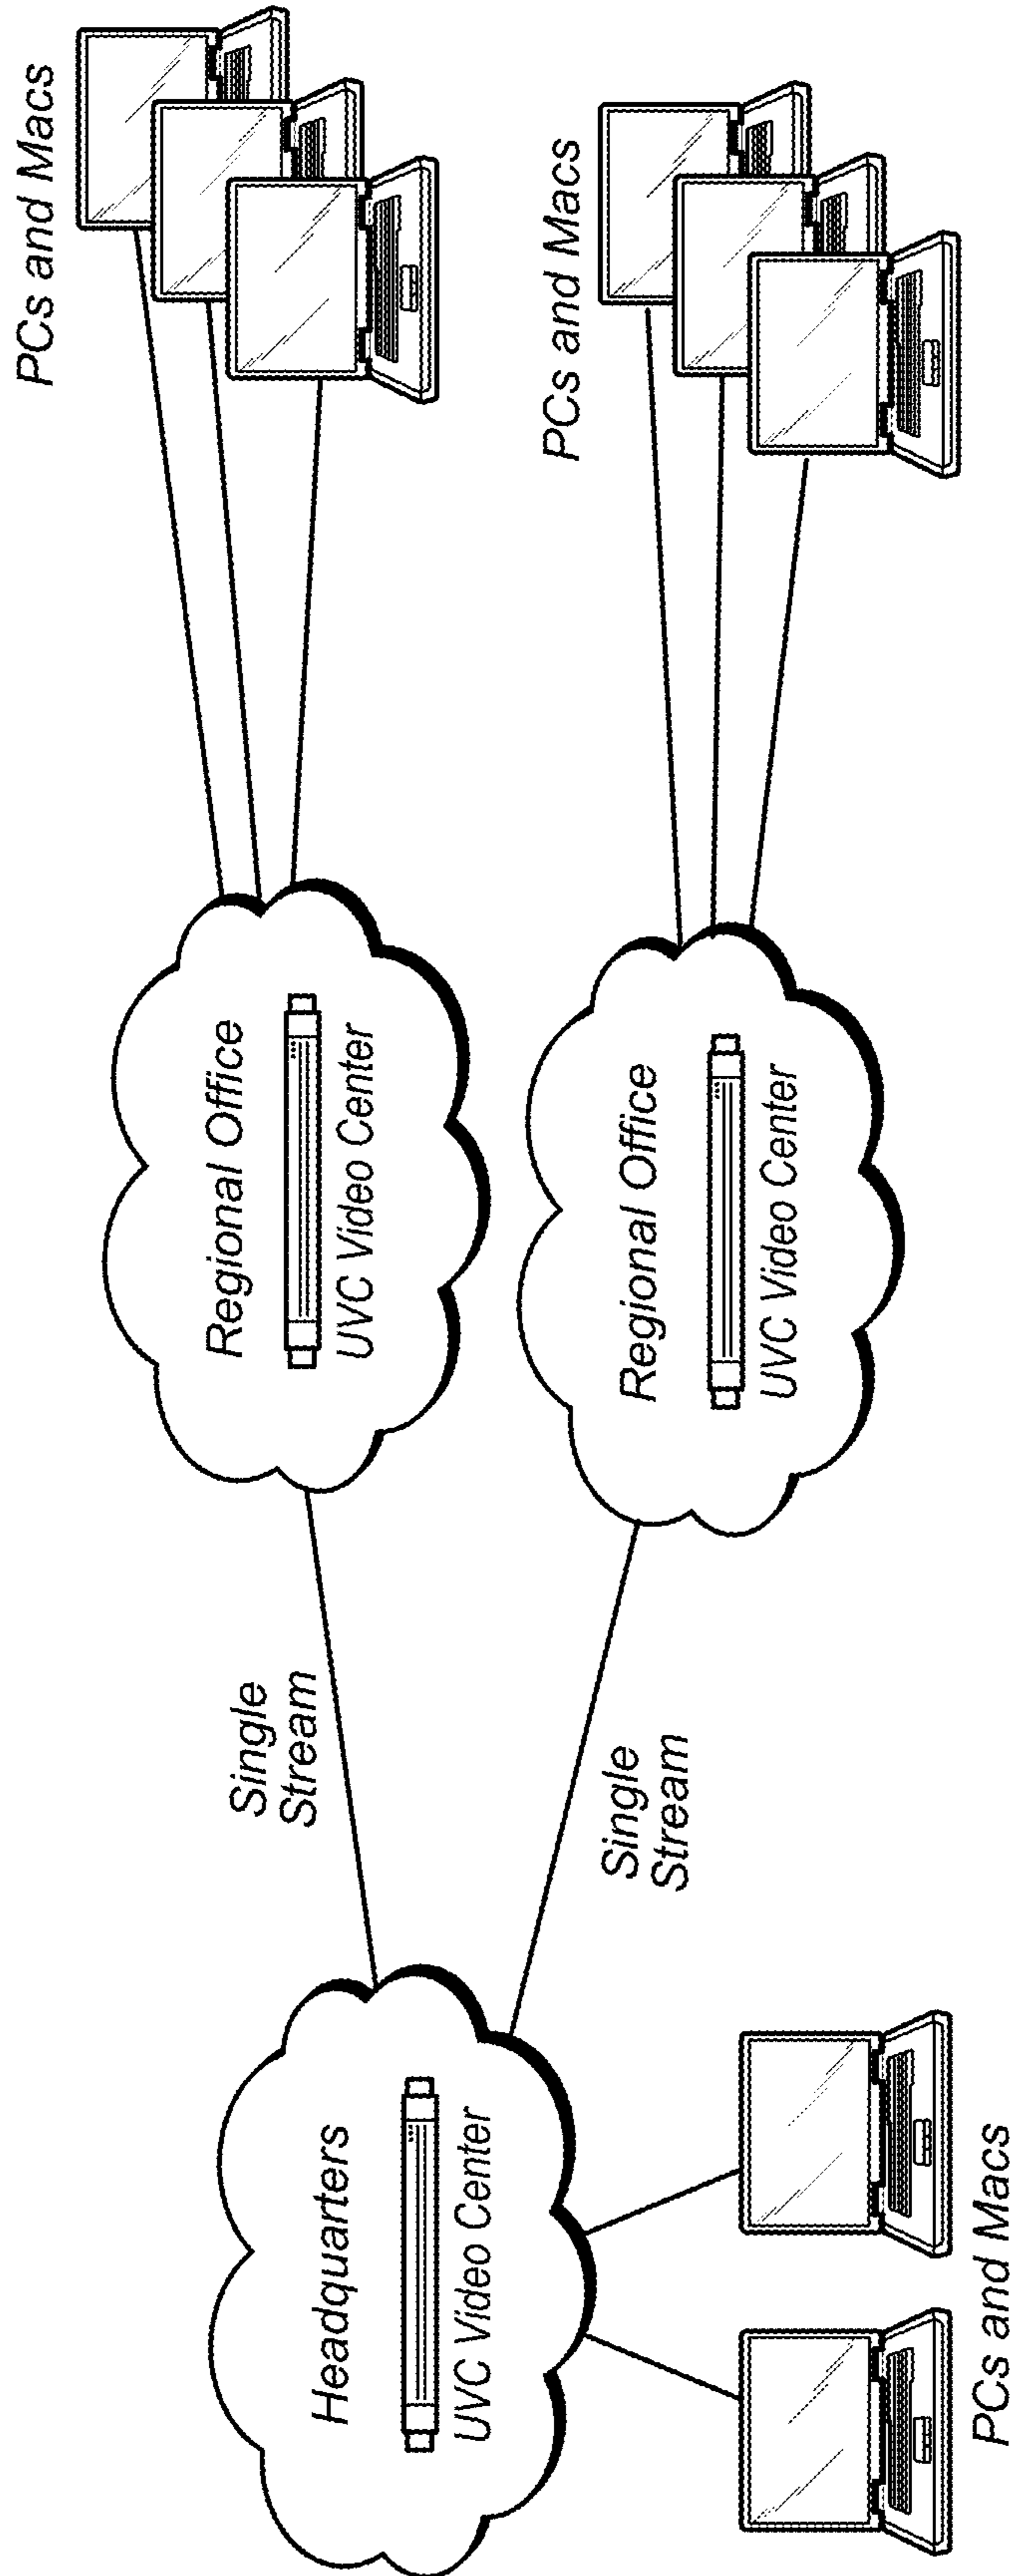 PCs and Macs
Regional Office
UVC Video Center
Single
Stream
PCs and Macs
Regional Office
UVC Video Center
Single
Stream
Headquarters
UVC Video Center
PCs and Macs